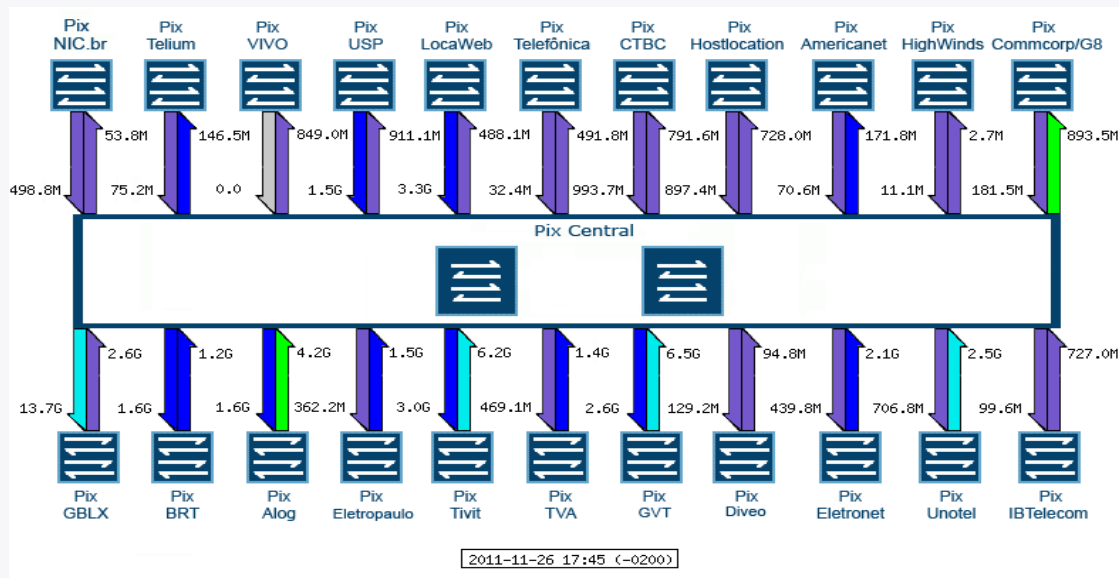 Pix Pix Pix Pix Pix Pix Pix Pix Pix Pix Pix
NIC.br Telium VIVO USP LocaWeb Telefônica CTBC Hostlocation Americanet HighWinds Commcorp/G8
53.8M 146.5M 849.0M 911.1M 488.1M 491.8M 791.6M 728.0M 171.8M 2.7M 893.5M
498.8M 75.2M 0.0 1.5G 3.3G 32.4M 993.7M 897.4M 70.6M 11.1M 181.5M
Pix Central
2.6G 1.2G 4.2G 1.5G 6.2G 1.4G 6.5G 94.8M 2.1G 2.5G 727.0M
13.7G 1.6G 1.6G 362.2M 3.0G 469.1M 2.6G 129.2M 439.8M 706.8M 99.6M
Pix Pix Pix Pix Pix Pix Pix Pix Pix Pix Pix
GBLX BRT Alog Eletropaulo Tivit TVA GVT Diveo Eletronet Unotel IBTelecom
2011-11-26 17:45 (-0200)